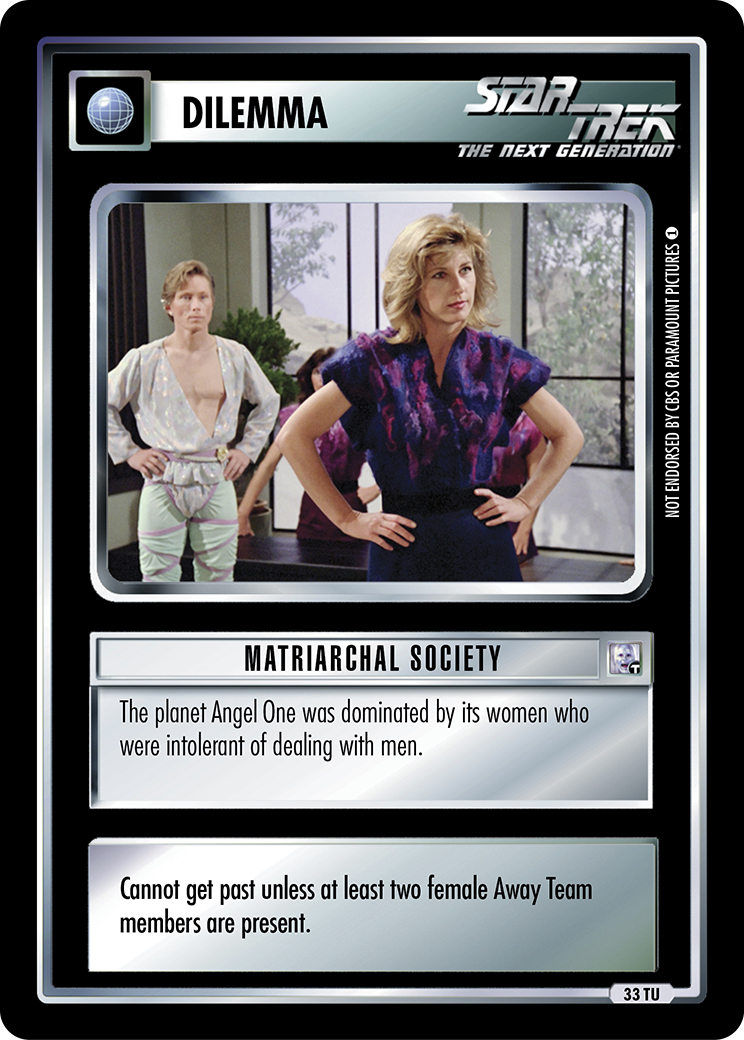 DILEMMA
STAR TREK
THE NEXT GENERATION
NOT ENDORSED BY CBS OR PARAMOUNT PICTURES 1
MATRIARCHAL SOCIETY
T
The planet Angel One was dominated by its women who
were intolerant of dealing with men.
Cannot get past unless at least two female Away Team
members are present.
33 TU